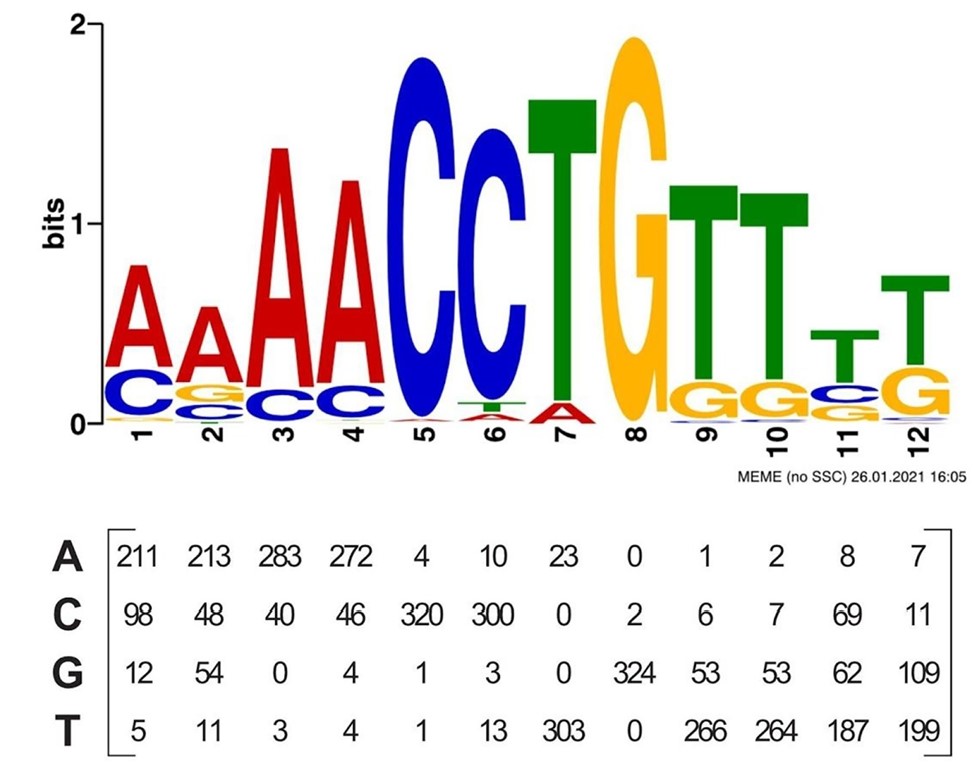 2
bits
1
0
1 2 3 4 5 6 7 8 9 10 11 12
MEME (no SSC) 26.01.2021 16:05
A 211 213 283 272 4 10 23 0 1 2 8 7
C 98 48 40 46 320 300 0 2 6 7 69 11
G 12 54 0 4 1 3 0 324 53 53 62 109
T 5 11 3 4 1 13 303 0 266 264 187 199